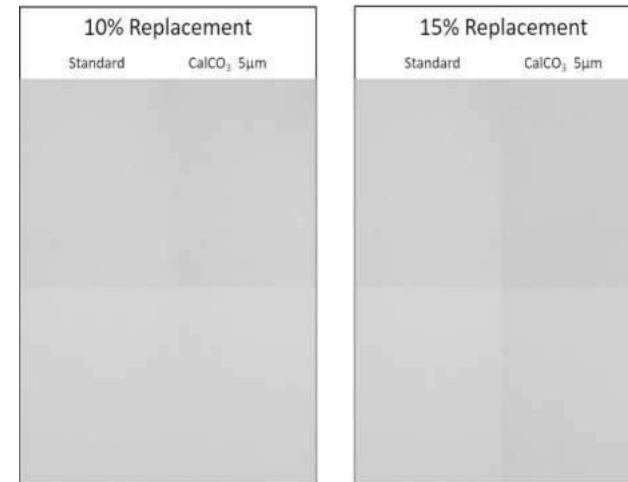 10% Replacement
Standard CalCO₃ 5µm
15% Replacement
Standard CalCO₃ 5µm